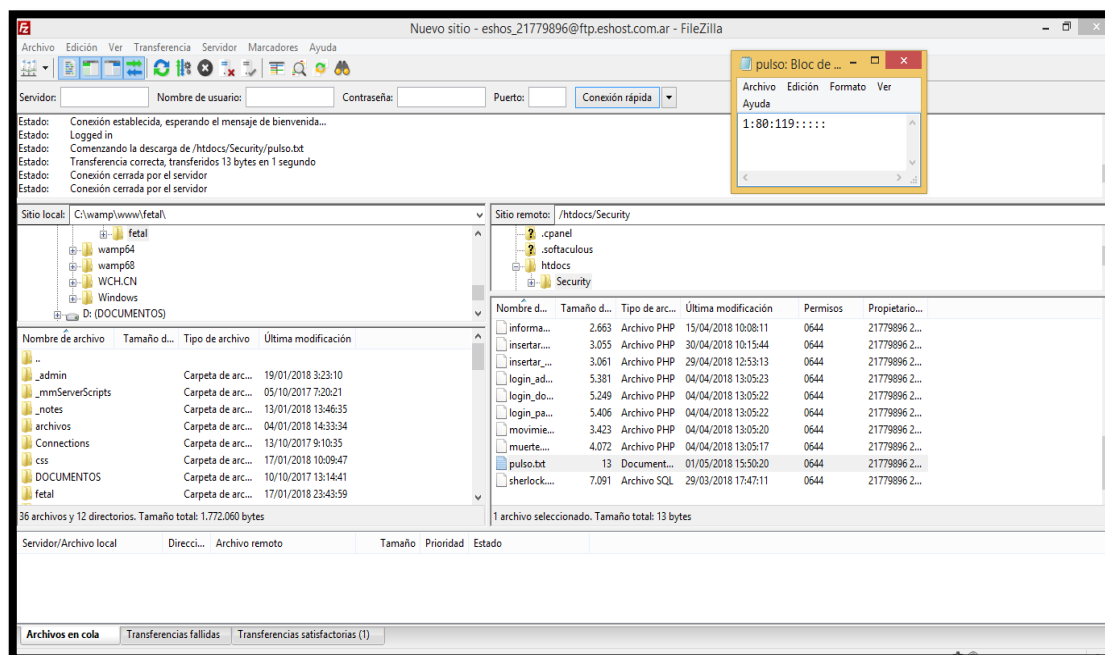 Nuevo sitio - eshos_21779896@ftp.eshost.com.ar - FileZilla
Archivo Edición Ver Transferencia Servidor Marcadores Ayuda
Servidor: Nombre de usuario: Contraseña: Puerto: Conexión rápida
pulso: Bloc de ...
Archivo Edición Formato Ver
Ayuda
1:80:119:::::
Estado: Conexión establecida, esperando el mensaje de bienvenida...
Estado: Logged in
Estado: Comenzando la descarga de /htdocs/Security/pulso.txt
Estado: Transferencia correcta, transferidos 13 bytes en 1 segundo
Estado: Conexión cerrada por el servidor
Estado: Conexión cerrada por el servidor
Sitio local: C:\wamp\www\fetal\
fetal
wamp64
wamp68
WCH.CN
Windows
D: (DOCUMENTOS)
Nombre de archivo Tamaño d... Tipo de archivo Última modificación
..
_admin Carpeta de arc... 19/01/2018 3:23:10
_mmServerScripts Carpeta de arc... 05/10/2017 7:20:21
_notes Carpeta de arc... 13/01/2018 13:46:35
archivos Carpeta de arc... 04/01/2018 14:33:34
Connections Carpeta de arc... 13/10/2017 9:10:35
css Carpeta de arc... 17/01/2018 10:09:47
DOCUMENTOS Carpeta de arc... 10/10/2017 13:14:41
fetal Carpeta de arc... 17/01/2018 23:43:59
36 archivos y 12 directorios. Tamaño total: 1.772.060 bytes
Sitio remoto: /htdocs/Security
.cpanel
.softaculous
htdocs
Security
Nombre d... Tamaño d... Tipo de arc... Última modificación Permisos Propietario...
informa... 2.663 Archivo PHP 15/04/2018 10:08:11 0644 21779896 2...
insertar.... 3.055 Archivo PHP 30/04/2018 10:15:44 0644 21779896 2...
insertar_... 3.061 Archivo PHP 29/04/2018 12:53:13 0644 21779896 2...
login_ad... 5.381 Archivo PHP 04/04/2018 13:05:23 0644 21779896 2...
login_do... 5.249 Archivo PHP 04/04/2018 13:05:22 0644 21779896 2...
login_pa... 5.406 Archivo PHP 04/04/2018 13:05:22 0644 21779896 2...
movimie... 3.423 Archivo PHP 04/04/2018 13:05:20 0644 21779896 2...
muerte.... 4.072 Archivo PHP 04/04/2018 13:05:17 0644 21779896 2...
pulso.txt 13 Document... 01/05/2018 15:50:20 0644 21779896 2...
sherlock.... 7.091 Archivo SQL 29/03/2018 17:47:11 0644 21779896 2...
1 archivo seleccionado. Tamaño total: 13 bytes
Servidor/Archivo local Direcci... Archivo remoto Tamaño Prioridad Estado
Archivos en cola Transferencias fallidas Transferencias satisfactorias (1)